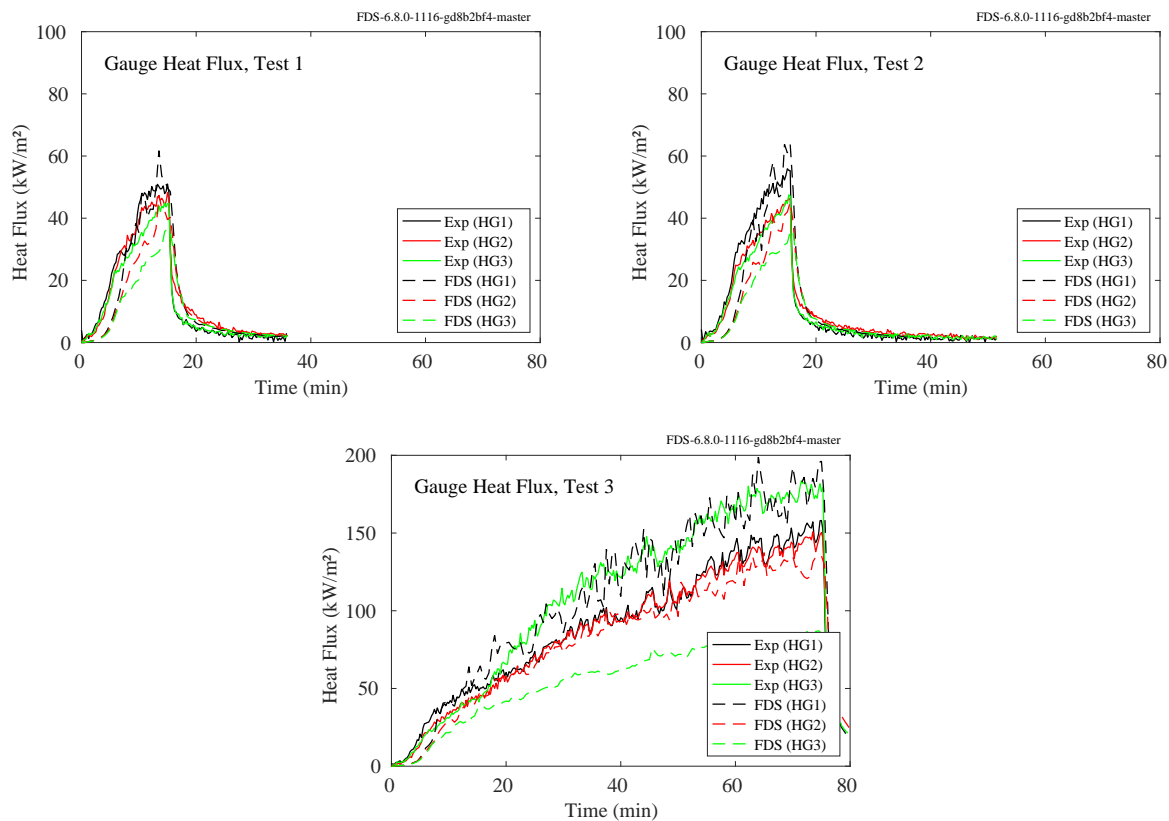 FDS-6.8.0-1116-gd8b2bf4-master
Gauge Heat Flux, Test 1
Heat Flux (kW/m²)
100
80
60
40
20
0
Exp (HG1)
Exp (HG2)
Exp (HG3)
FDS (HG1)
FDS (HG2)
FDS (HG3)
0 20 40 60 80
Time (min)
FDS-6.8.0-1116-gd8b2bf4-master
Gauge Heat Flux, Test 2
Heat Flux (kW/m²)
100
80
60
40
20
0
Exp (HG1)
Exp (HG2)
Exp (HG3)
FDS (HG1)
FDS (HG2)
FDS (HG3)
0 20 40 60 80
Time (min)
FDS-6.8.0-1116-gd8b2bf4-master
Gauge Heat Flux, Test 3
Heat Flux (kW/m²)
200
150
100
50
0
Exp (HG1)
Exp (HG2)
Exp (HG3)
FDS (HG1)
FDS (HG2)
FDS (HG3)
0 20 40 60 80
Time (min)